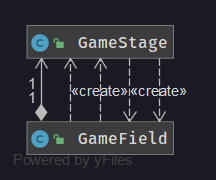 C GameStage
1
1
«create» «create»
C GameField
Powered by yFiles